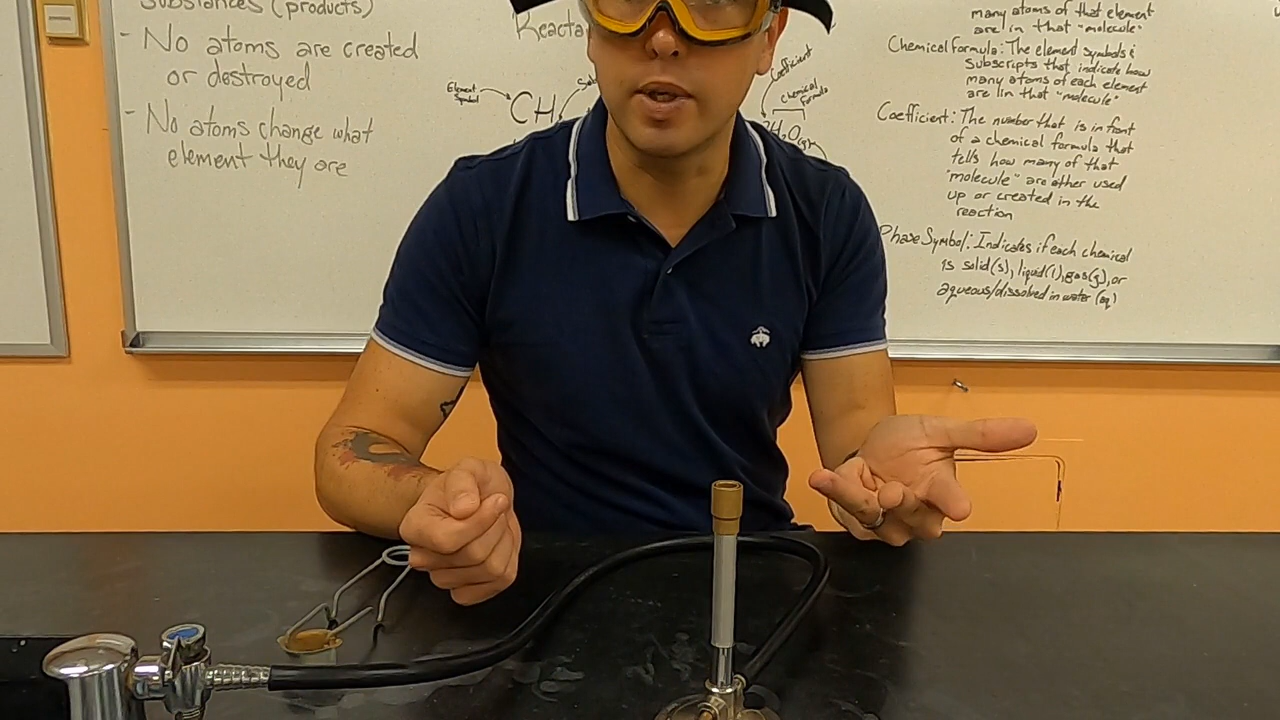 Substances (products)
- No atoms are created
or destroyed
- No atoms change what
element they are
Reacta
Element
Symbol
CH
Coefficient
Chemical
Formula
2H₂O(g)
many atoms of that element
are in that "molecule"
Chemical formula: The element symbols &
subscripts that indicate how
many atoms of each element
are lin that "molecule"
Coefficient: The number that is in front
of a chemical formula that
tells how many of that
"molecule" are either used
up or created in the
reaction
Phase Symbol: Indicates if each chemical
is solid(s), liquid(l), gas(g), or
aqueous/dissolved in water (aq)